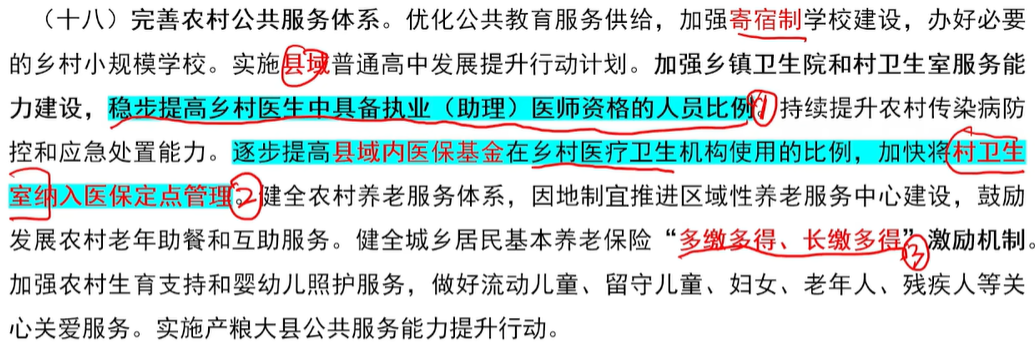 （十八）完善农村公共服务体系。优化公共教育服务供给，加强寄宿制学校建设，办好必要
的乡村小规模学校。实施县域普通高中发展提升行动计划。加强乡镇卫生院和村卫生室服务能
力建设，稳步提高乡村医生中具备执业（助理）医师资格的人员比例。1 持续提升农村传染病防
控和应急处置能力。逐步提高县域内医保基金在乡村医疗卫生机构使用的比例，加快将村卫生
室纳入医保定点管理。2 健全农村养老服务体系，因地制宜推进区域性养老服务中心建设，鼓励
发展农村老年助餐和互助服务。健全城乡居民基本养老保险“多缴多得、长缴多得”3 激励机制。
加强农村生育支持和婴幼儿照护服务，做好流动儿童、留守儿童、妇女、老年人、残疾人等关
心关爱服务。实施产粮大县公共服务能力提升行动。